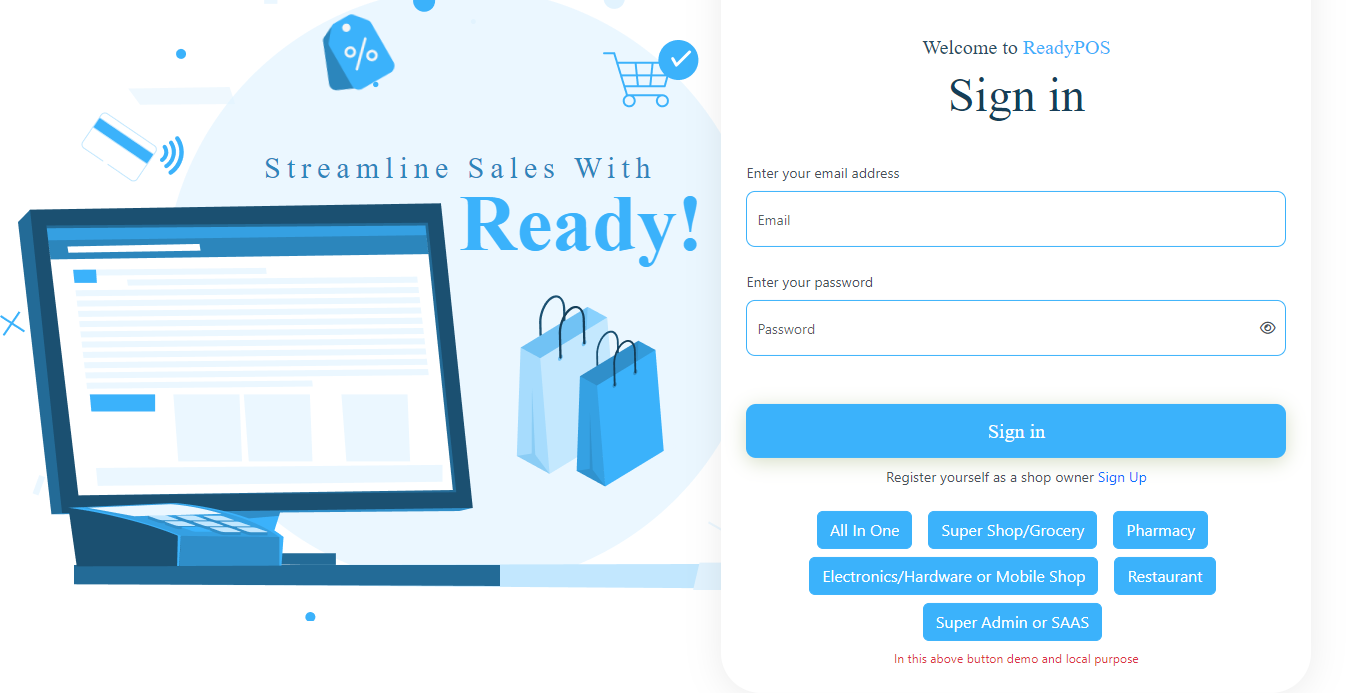 Streamline Sales With
Ready!
Welcome to ReadyPOS
Sign in
Enter your email address
Email
Enter your password
Password
Sign in
Register yourself as a shop owner Sign Up
All In One
Super Shop/Grocery
Pharmacy
Electronics/Hardware or Mobile Shop
Restaurant
Super Admin or SAAS
In this above button demo and local purpose